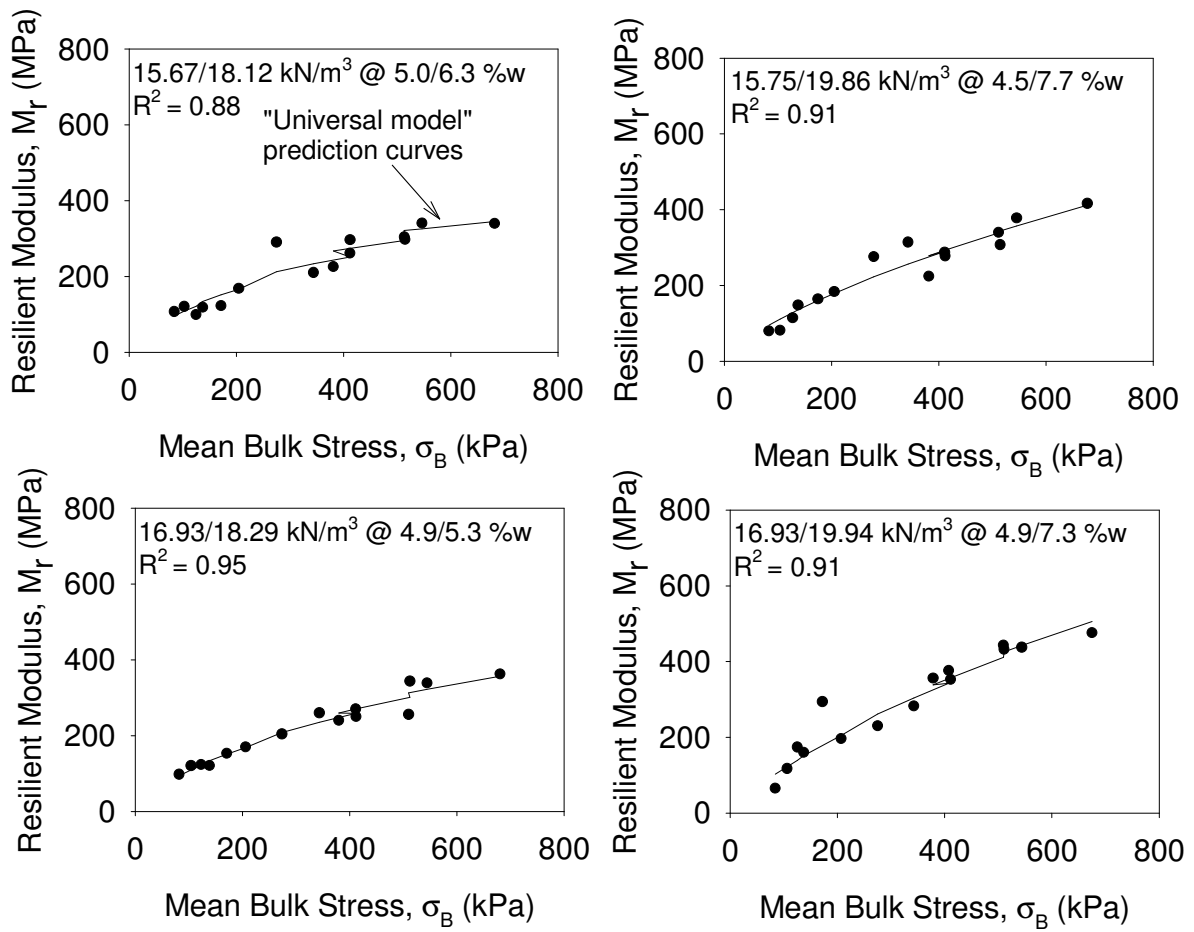 15.67/18.12 kN/m³ @ 5.0/6.3 %w
R² = 0.88
"Universal model"
prediction curves
Resilient Modulus, Mr (MPa)
800
600
400
200
0
0 200 400 600 800
Mean Bulk Stress, σB (kPa)
15.75/19.86 kN/m³ @ 4.5/7.7 %w
R² = 0.91
Resilient Modulus, Mr (MPa)
800
600
400
200
0
0 200 400 600 800
Mean Bulk Stress, σB (kPa)
16.93/18.29 kN/m³ @ 4.9/5.3 %w
R² = 0.95
Resilient Modulus, Mr (MPa)
800
600
400
200
0
0 200 400 600 800
Mean Bulk Stress, σB (kPa)
16.93/19.94 kN/m³ @ 4.9/7.3 %w
R² = 0.91
Resilient Modulus, Mr (MPa)
800
600
400
200
0
0 200 400 600 800
Mean Bulk Stress, σB (kPa)